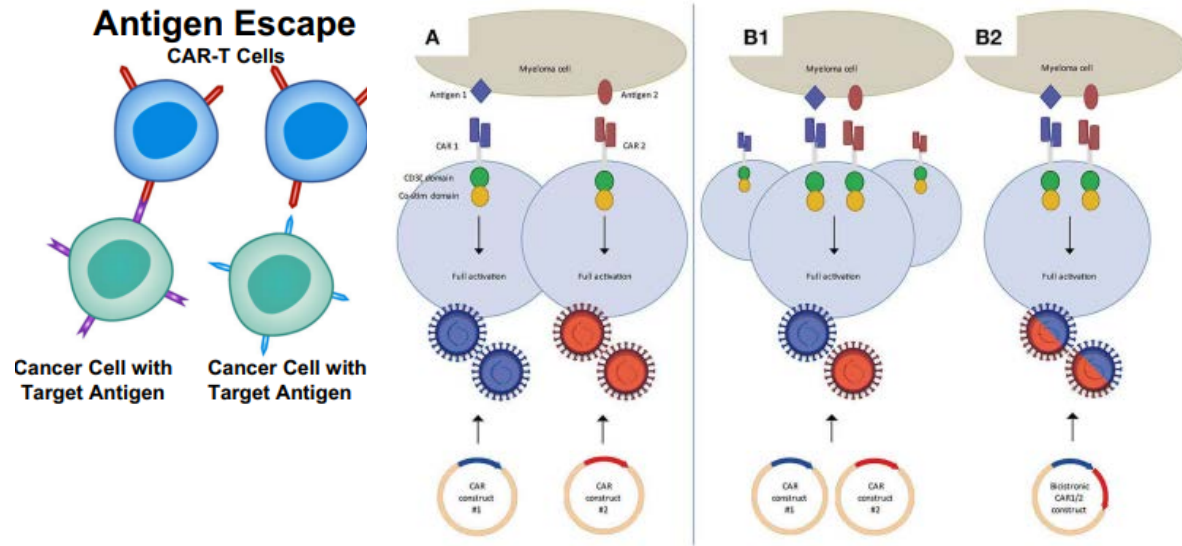 Antigen Escape
CAR-T Cells
Cancer Cell with
Target Antigen
Cancer Cell with
Target Antigen
A
Myeloma cell
Antigen 1
Antigen 2
CAR 1
CAR 2
CD3ζ domain
Co-stim domain
Full activation
Full activation
CAR
construct
#1
CAR
construct
#2
B1
Myeloma cell
Full activation
CAR
construct
#1
CAR
construct
#2
B2
Myeloma cell
Full activation
Bicistronic
CAR1/2
construct